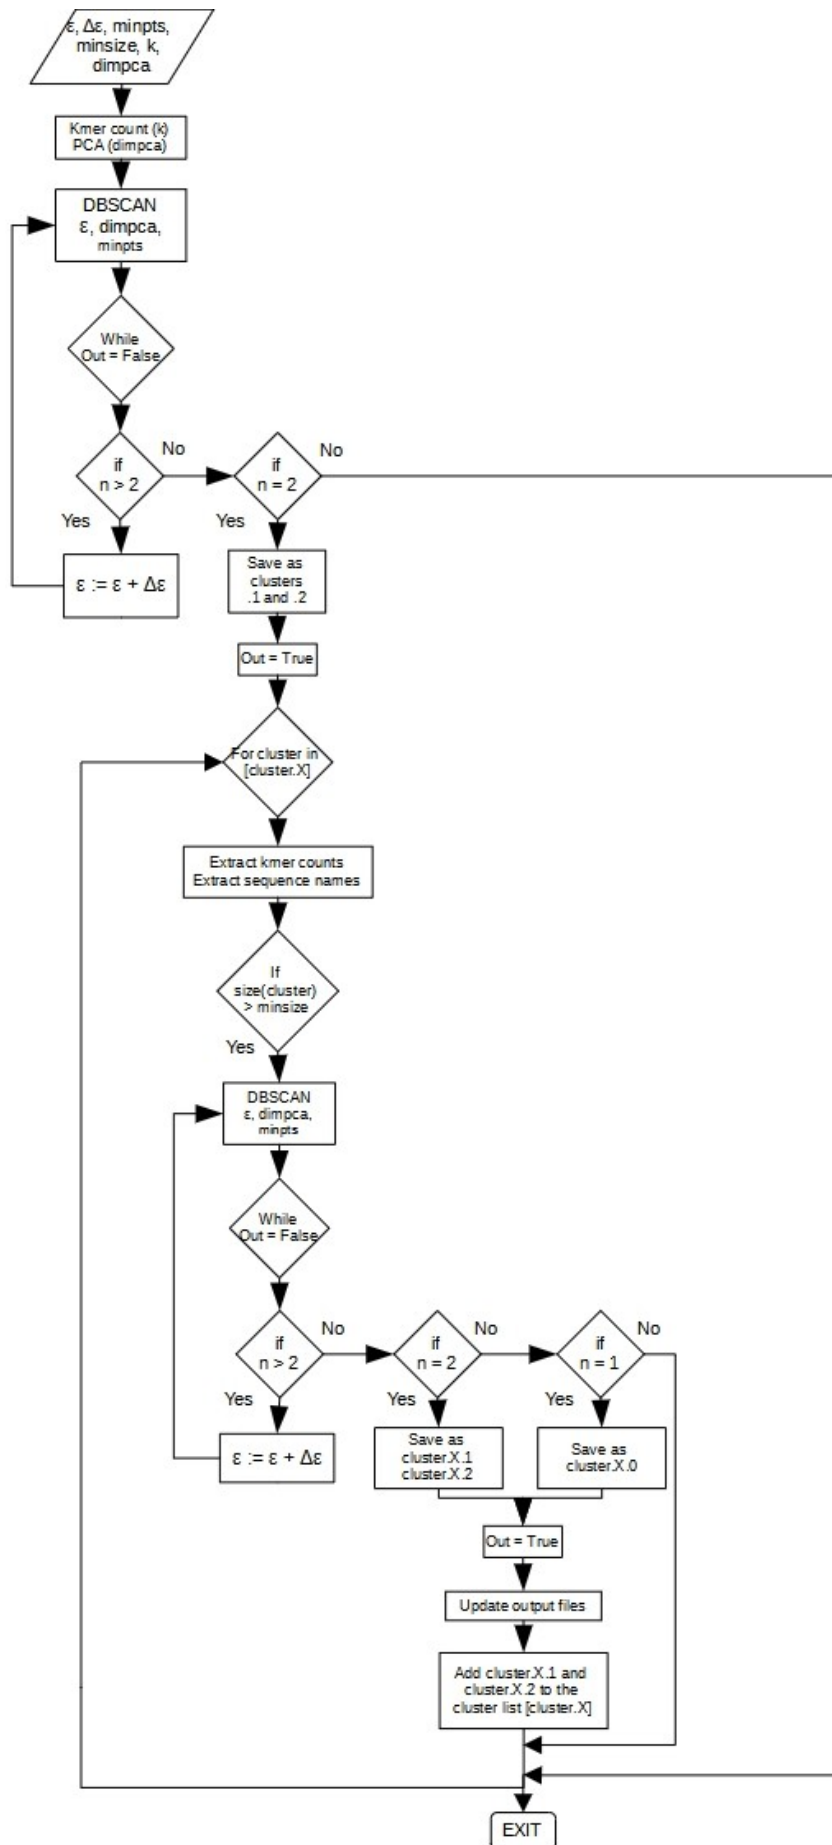 ε, Δε, minpts,
minsize, k,
dimpca
Kmer count (k)
PCA (dimpca)
DBSCAN
ε, dimpca,
minpts
While
Out = False
if
n > 2
No
Yes
if
n = 2
No
Yes
ε := ε + Δε
Save as
clusters
.1 and .2
Out = True
For cluster in
[cluster.X]
Extract kmer counts
Extract sequence names
If
size(cluster)
> minsize
Yes
DBSCAN
ε, dimpca,
minpts
While
Out = False
if
n > 2
No
Yes
if
n = 2
No
Yes
if
n = 1
No
Yes
ε := ε + Δε
Save as
cluster.X.1
cluster.X.2
Save as
cluster.X.0
Out = True
Update output files
Add cluster.X.1 and
cluster.X.2 to the
cluster list [cluster.X]
EXIT